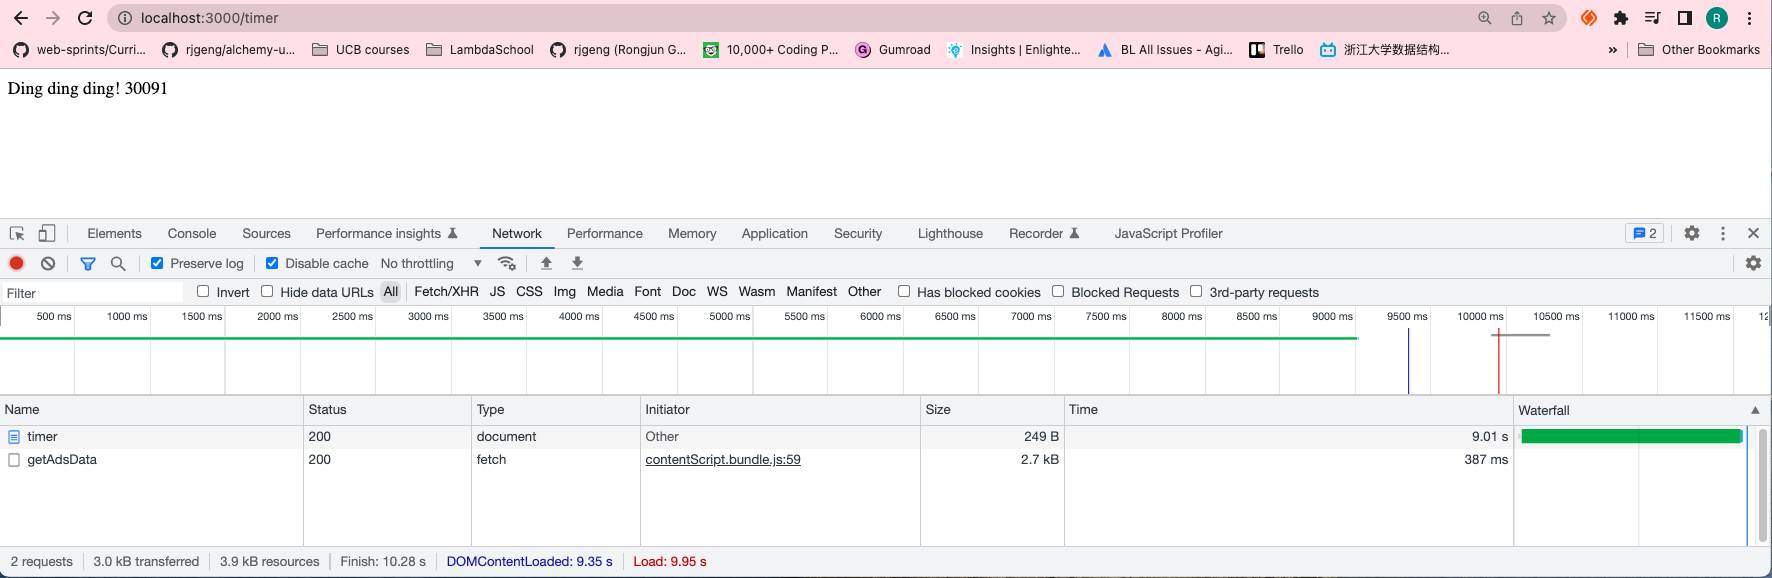 localhost:3000/timer
R
web-sprints/Curri... rjgeng/alchemy-u... UCB courses LambdaSchool rjgeng (Rongjun G... 10,000+ Coding P... G Gumroad Insights | Enlighte... BL All Issues - Agi... Trello 浙江大学数据结构... » Other Bookmarks
Ding ding ding! 30091
Elements Console Sources Performance insights Network Performance Memory Application Security Lighthouse Recorder JavaScript Profiler 2
Preserve log Disable cache No throttling
Filter Invert Hide data URLs All Fetch/XHR JS CSS Img Media Font Doc WS Wasm Manifest Other Has blocked cookies Blocked Requests 3rd-party requests
500 ms 1000 ms 1500 ms 2000 ms 2500 ms 3000 ms 3500 ms 4000 ms 4500 ms 5000 ms 5500 ms 6000 ms 6500 ms 7000 ms 7500 ms 8000 ms 8500 ms 9000 ms 9500 ms 10000 ms 10500 ms 11000 ms 11500 ms
Name Status Type Initiator Size Time Waterfall
timer 200 document Other 249 B 9.01 s
getAdsData 200 fetch contentScript.bundle.js:59 2.7 kB 387 ms
2 requests 3.0 kB transferred 3.9 kB resources Finish: 10.28 s DOMContentLoaded: 9.35 s Load: 9.95 s